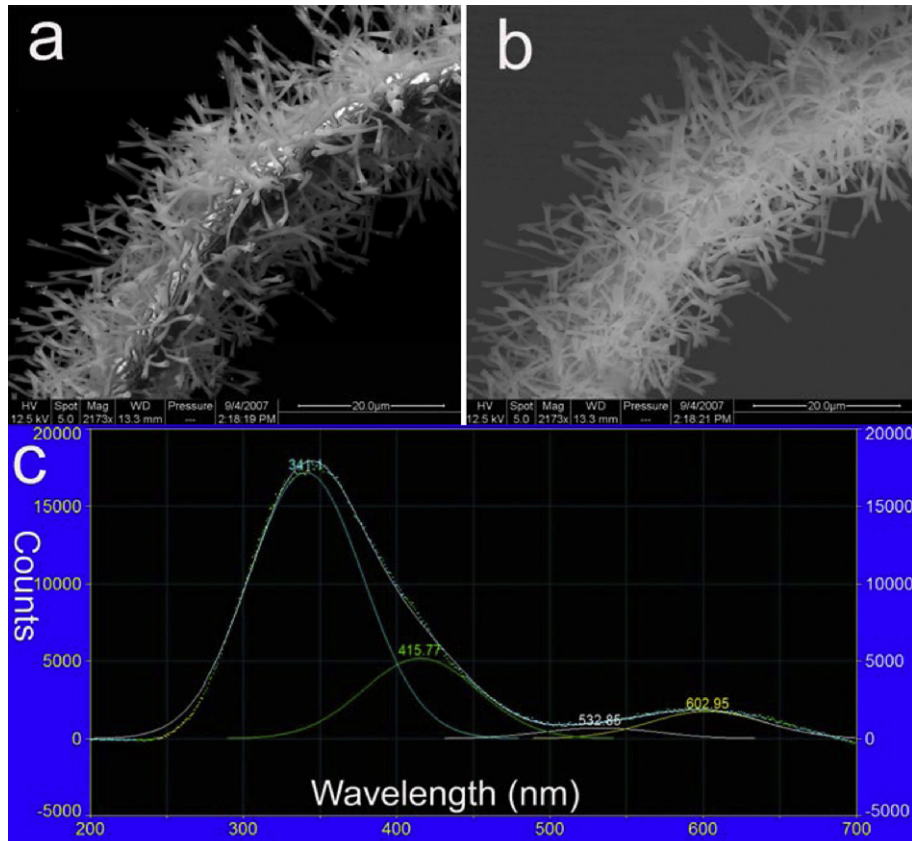 a
b
HV Spot Mag WD Pressure 9/4/2007 20.0µm
12.5 kV 5.0 2173x 13.3 mm --- 2:18:19 PM
HV Spot Mag WD Pressure 9/4/2007 20.0µm
12.5 kV 5.0 2173x 13.3 mm --- 2:18:21 PM
C
20000 20000
341.1
15000 15000
Counts
10000 10000
415.77
5000 5000
532.85 602.95
0 0
Wavelength (nm)
-5000 -5000
200 300 400 500 600 700